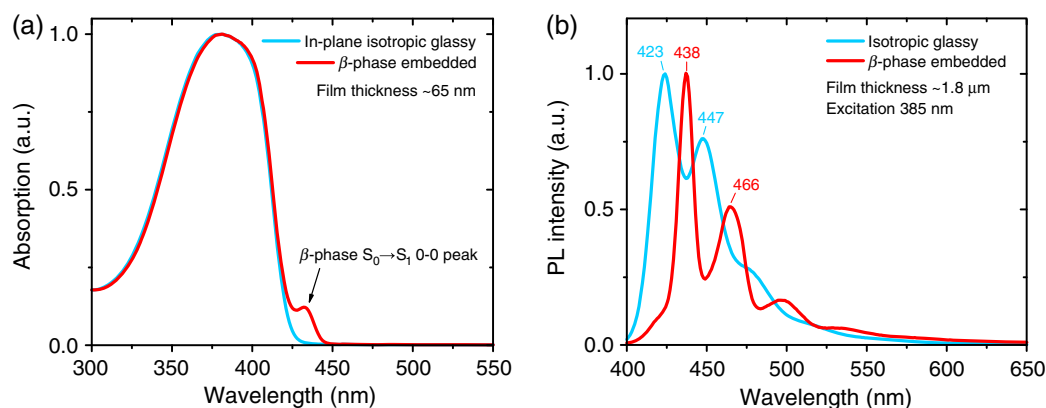 (a)
In-plane isotropic glassy
β-phase embedded
Film thickness ~65 nm
β-phase S₀→S₁ 0-0 peak
Absorption (a.u.)
1.0
0.5
0.0
300 350 400 450 500 550
Wavelength (nm)
(b)
423 438
447
466
Isotropic glassy
β-phase embedded
Film thickness ~1.8 μm
Excitation 385 nm
PL intensity (a.u.)
1.0
0.5
0.0
400 450 500 550 600 650
Wavelength (nm)